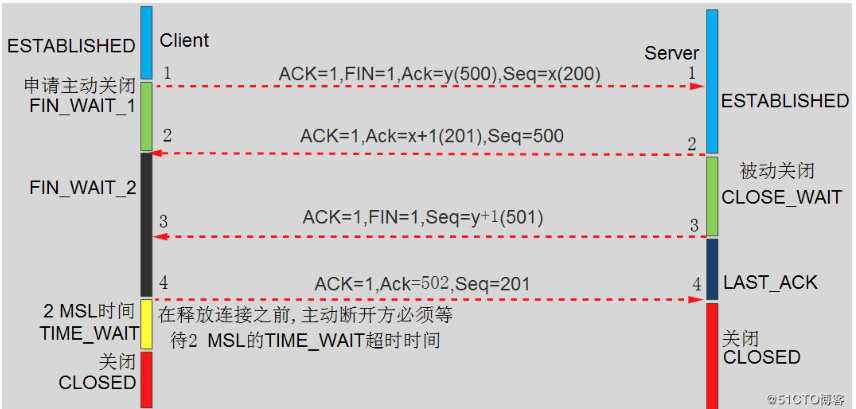 Client
ESTABLISHED
Server
1
ACK=1,FIN=1,Ack=y(500),Seq=x(200)
1
申请主动关闭
FIN_WAIT_1
ESTABLISHED
2
ACK=1,Ack=x+1(201),Seq=500
2
被动关闭
FIN_WAIT_2
CLOSE_WAIT
3
ACK=1,FIN=1,Seq=y+1(501)
3
4
ACK=1,Ack=502,Seq=201
4
LAST_ACK
2 MSL时间
TIME_WAIT
在释放连接之前,主动断开方必须等
待2 MSL的TIME_WAIT超时时间
关闭
CLOSED
关闭
CLOSED
@51CTO博客